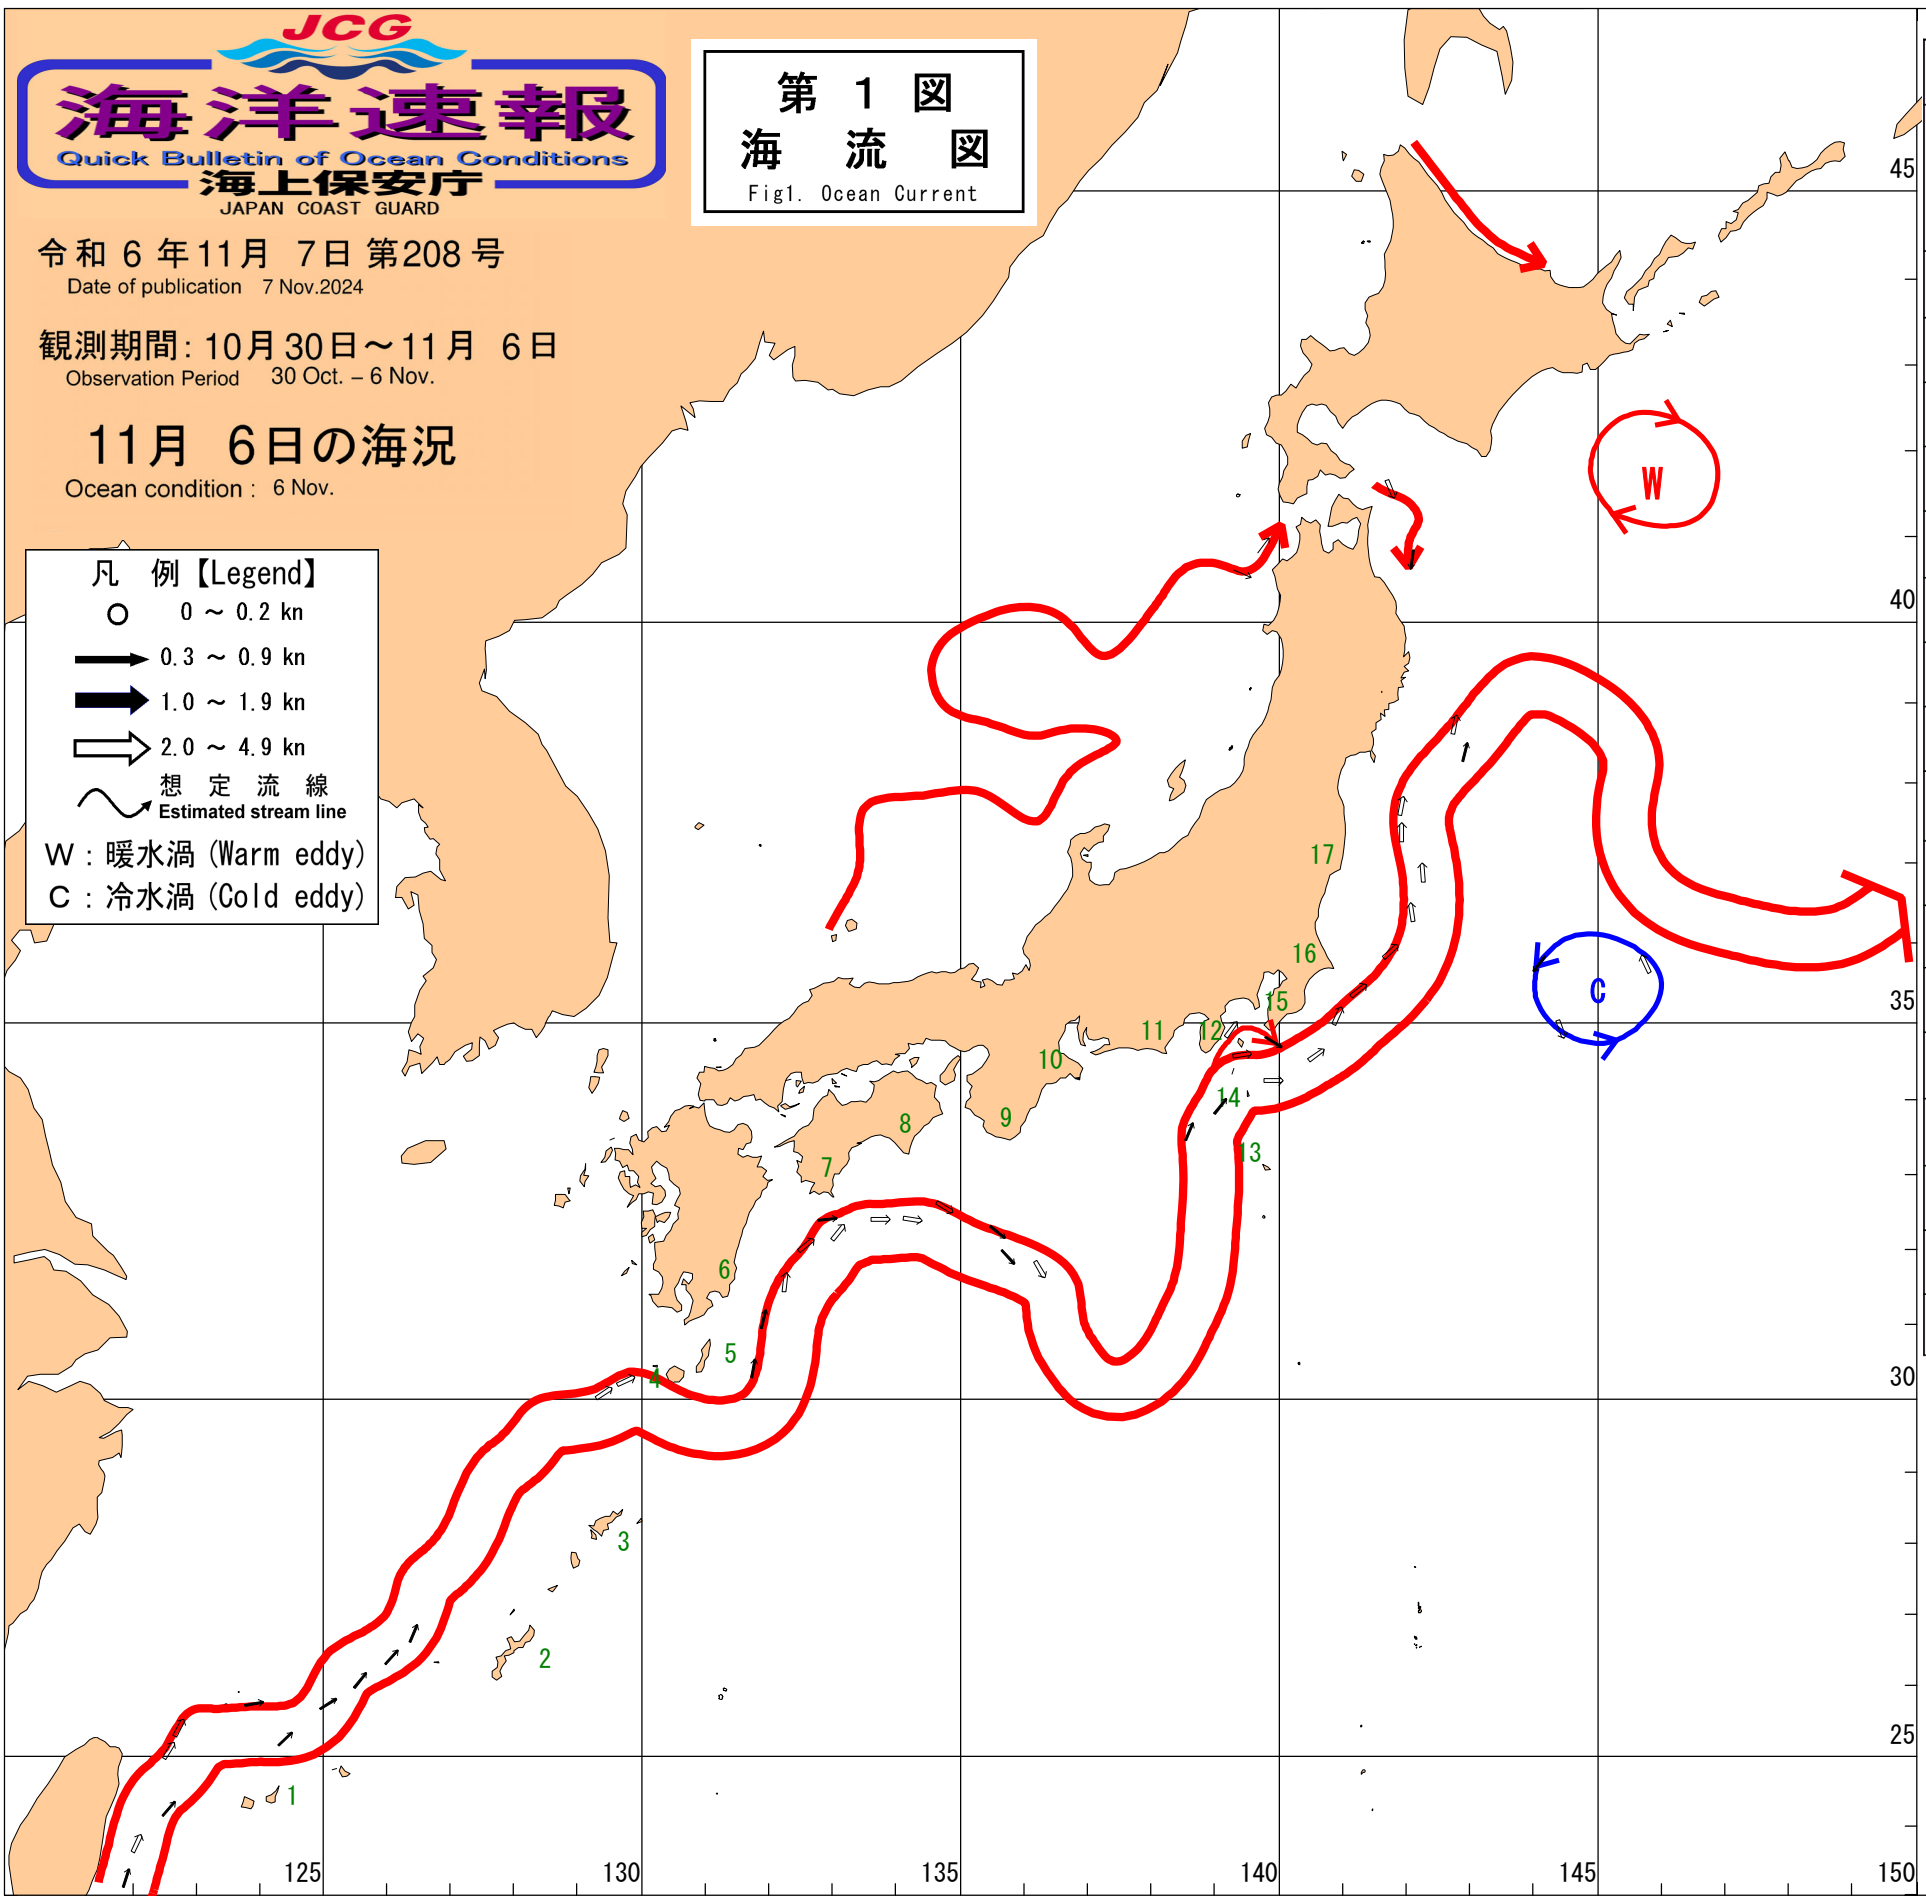 JCG
海洋速報
Quick Bulletin of Ocean Conditions
海上保安庁
JAPAN COAST GUARD
第 1 図
海 流 図
Fig1. Ocean Current
令和 6 年11月 7日 第208号
Date of publication 7 Nov.2024
観測期間: 10月30日～11月 6日
Observation Period 30 Oct. – 6 Nov.
11月 6日の海況
Ocean condition : 6 Nov.
凡 例【Legend】
0 ～ 0.2 kn
0.3 ～ 0.9 kn
1.0 ～ 1.9 kn
2.0 ～ 4.9 kn
想 定 流 線
Estimated stream line
W : 暖水渦 (Warm eddy)
C : 冷水渦 (Cold eddy)
45
W
40
17
16
C
15
35
12
11
10
14
9
8
13
7
6
5
4
30
3
2
25
1
125
130
135
140
145
150